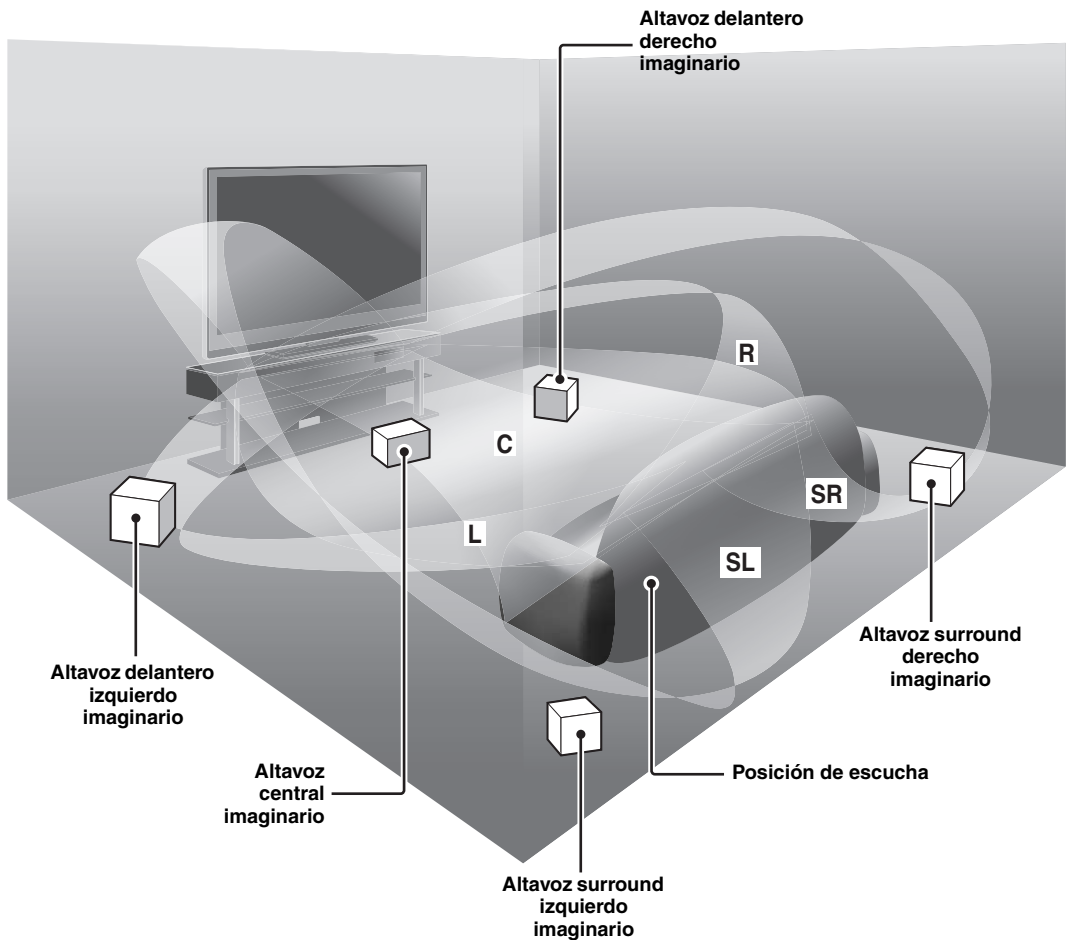 Altavoz delantero
derecho
imaginario
R
C
SR
L
SL
Altavoz delantero
izquierdo
imaginario
Altavoz surround
derecho
imaginario
Altavoz
central
imaginario
Posición de escucha
Altavoz surround
izquierdo
imaginario